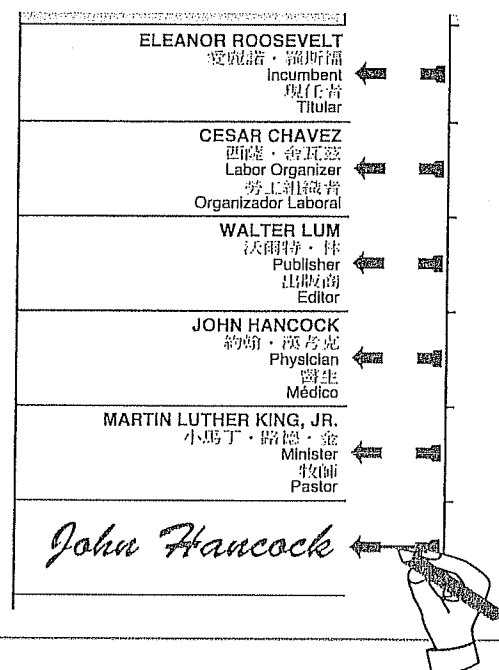 ELEANOR ROOSEVELT
愛麗諾 · 羅斯福
Incumbent
現任者
Titular
CESAR CHAVEZ
西薩 · 舍瓦茲
Labor Organizer
勞工組織者
Organizador Laboral
WALTER LUM
沃爾特 · 林
Publisher
出版商
Editor
JOHN HANCOCK
約翰 · 漢考克
Physician
醫生
Médico
MARTIN LUTHER KING, JR.
小馬丁 · 路德 · 金
Minister
牧師
Pastor
John Hancock